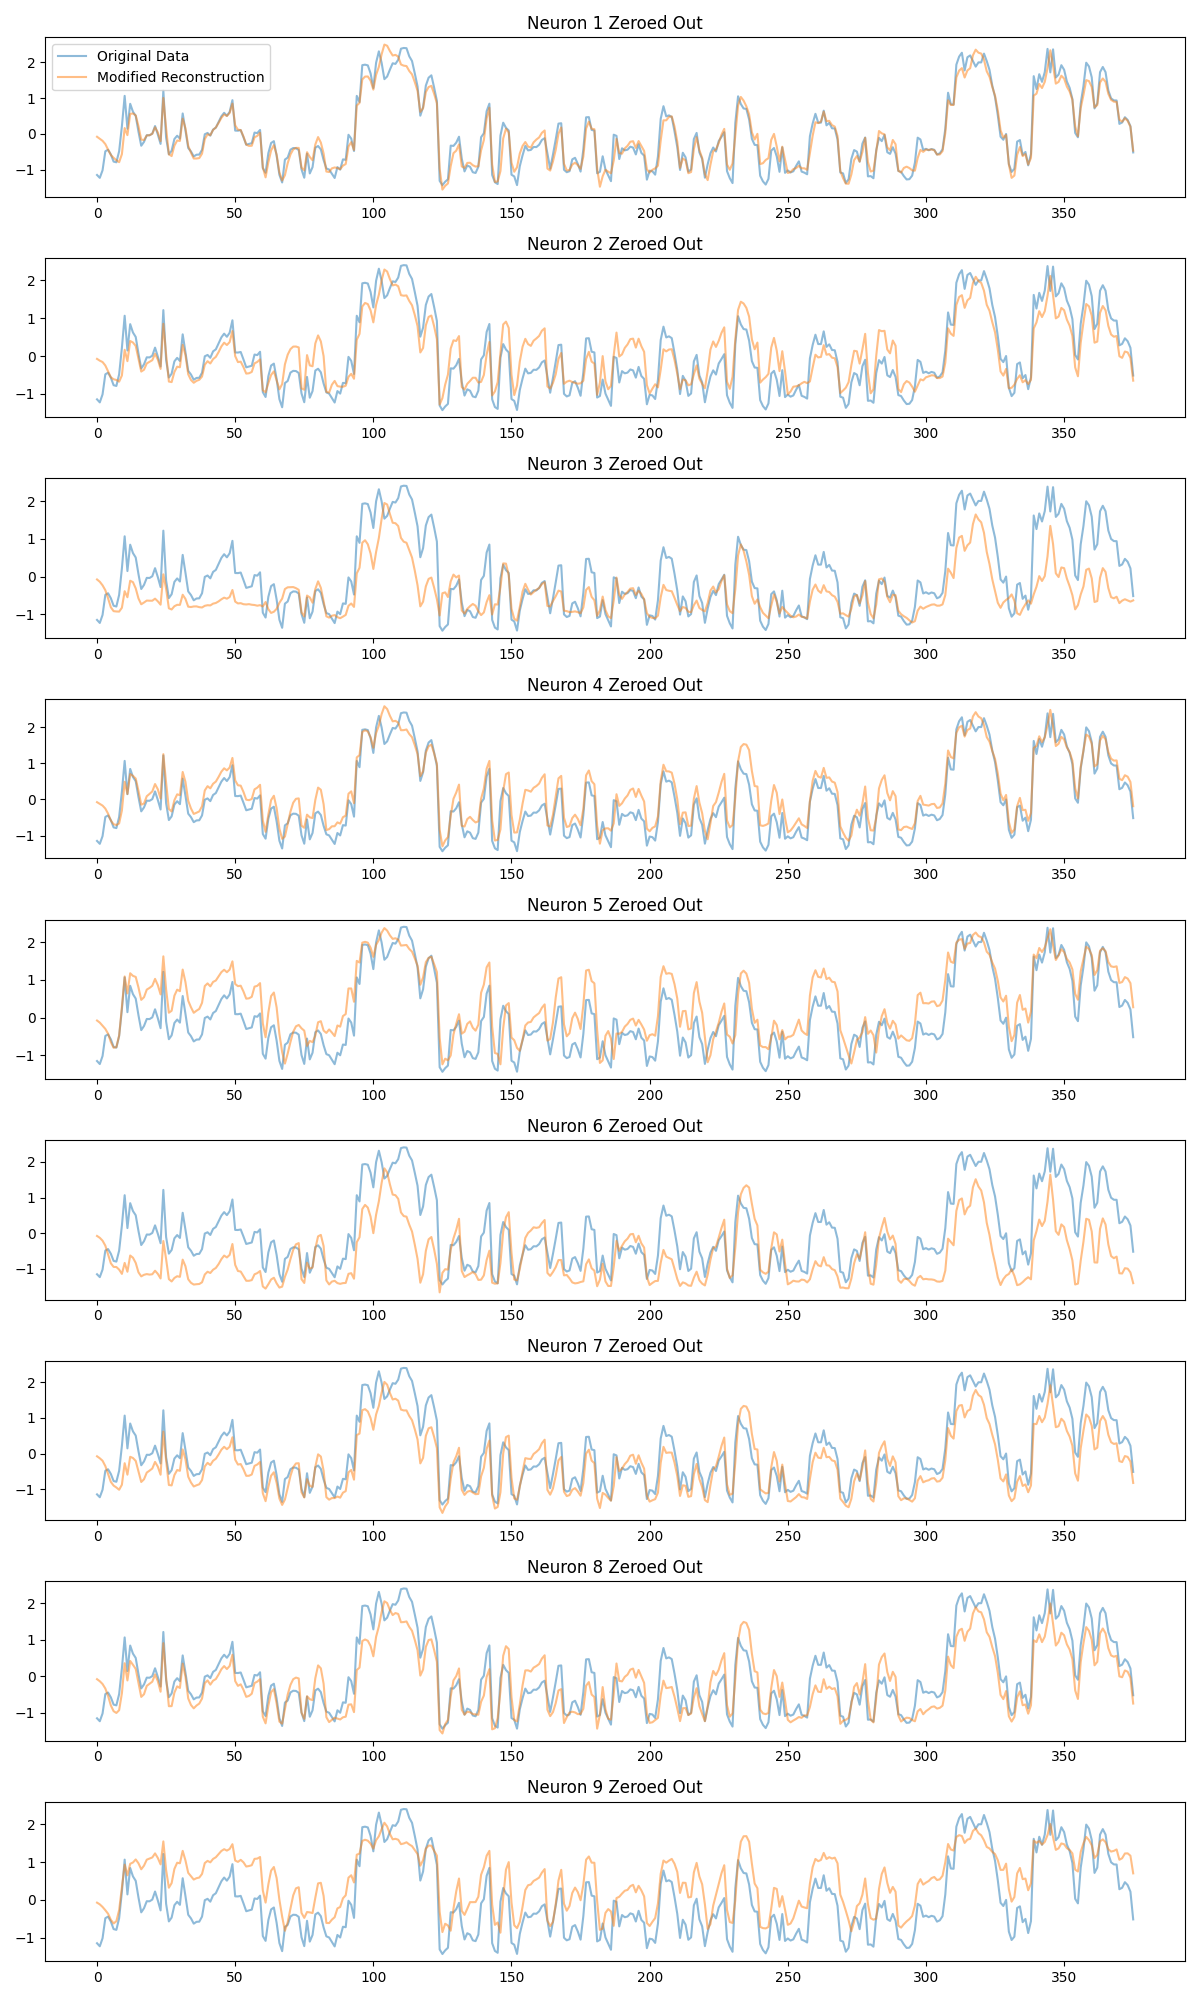 Neuron 1 Zeroed Out
Original Data
Modified Reconstruction
2
1
0
−1
0 50 100 150 200 250 300 350
Neuron 2 Zeroed Out
2
1
0
−1
0 50 100 150 200 250 300 350
Neuron 3 Zeroed Out
2
1
0
−1
0 50 100 150 200 250 300 350
Neuron 4 Zeroed Out
2
1
0
−1
0 50 100 150 200 250 300 350
Neuron 5 Zeroed Out
2
1
0
−1
0 50 100 150 200 250 300 350
Neuron 6 Zeroed Out
2
1
0
−1
0 50 100 150 200 250 300 350
Neuron 7 Zeroed Out
2
1
0
−1
0 50 100 150 200 250 300 350
Neuron 8 Zeroed Out
2
1
0
−1
0 50 100 150 200 250 300 350
Neuron 9 Zeroed Out
2
1
0
−1
0 50 100 150 200 250 300 350